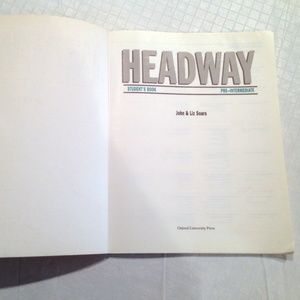 HEADWAY
STUDENT'S BOOK PRE-INTERMEDIATE
John & Liz Soars
Oxford University Press